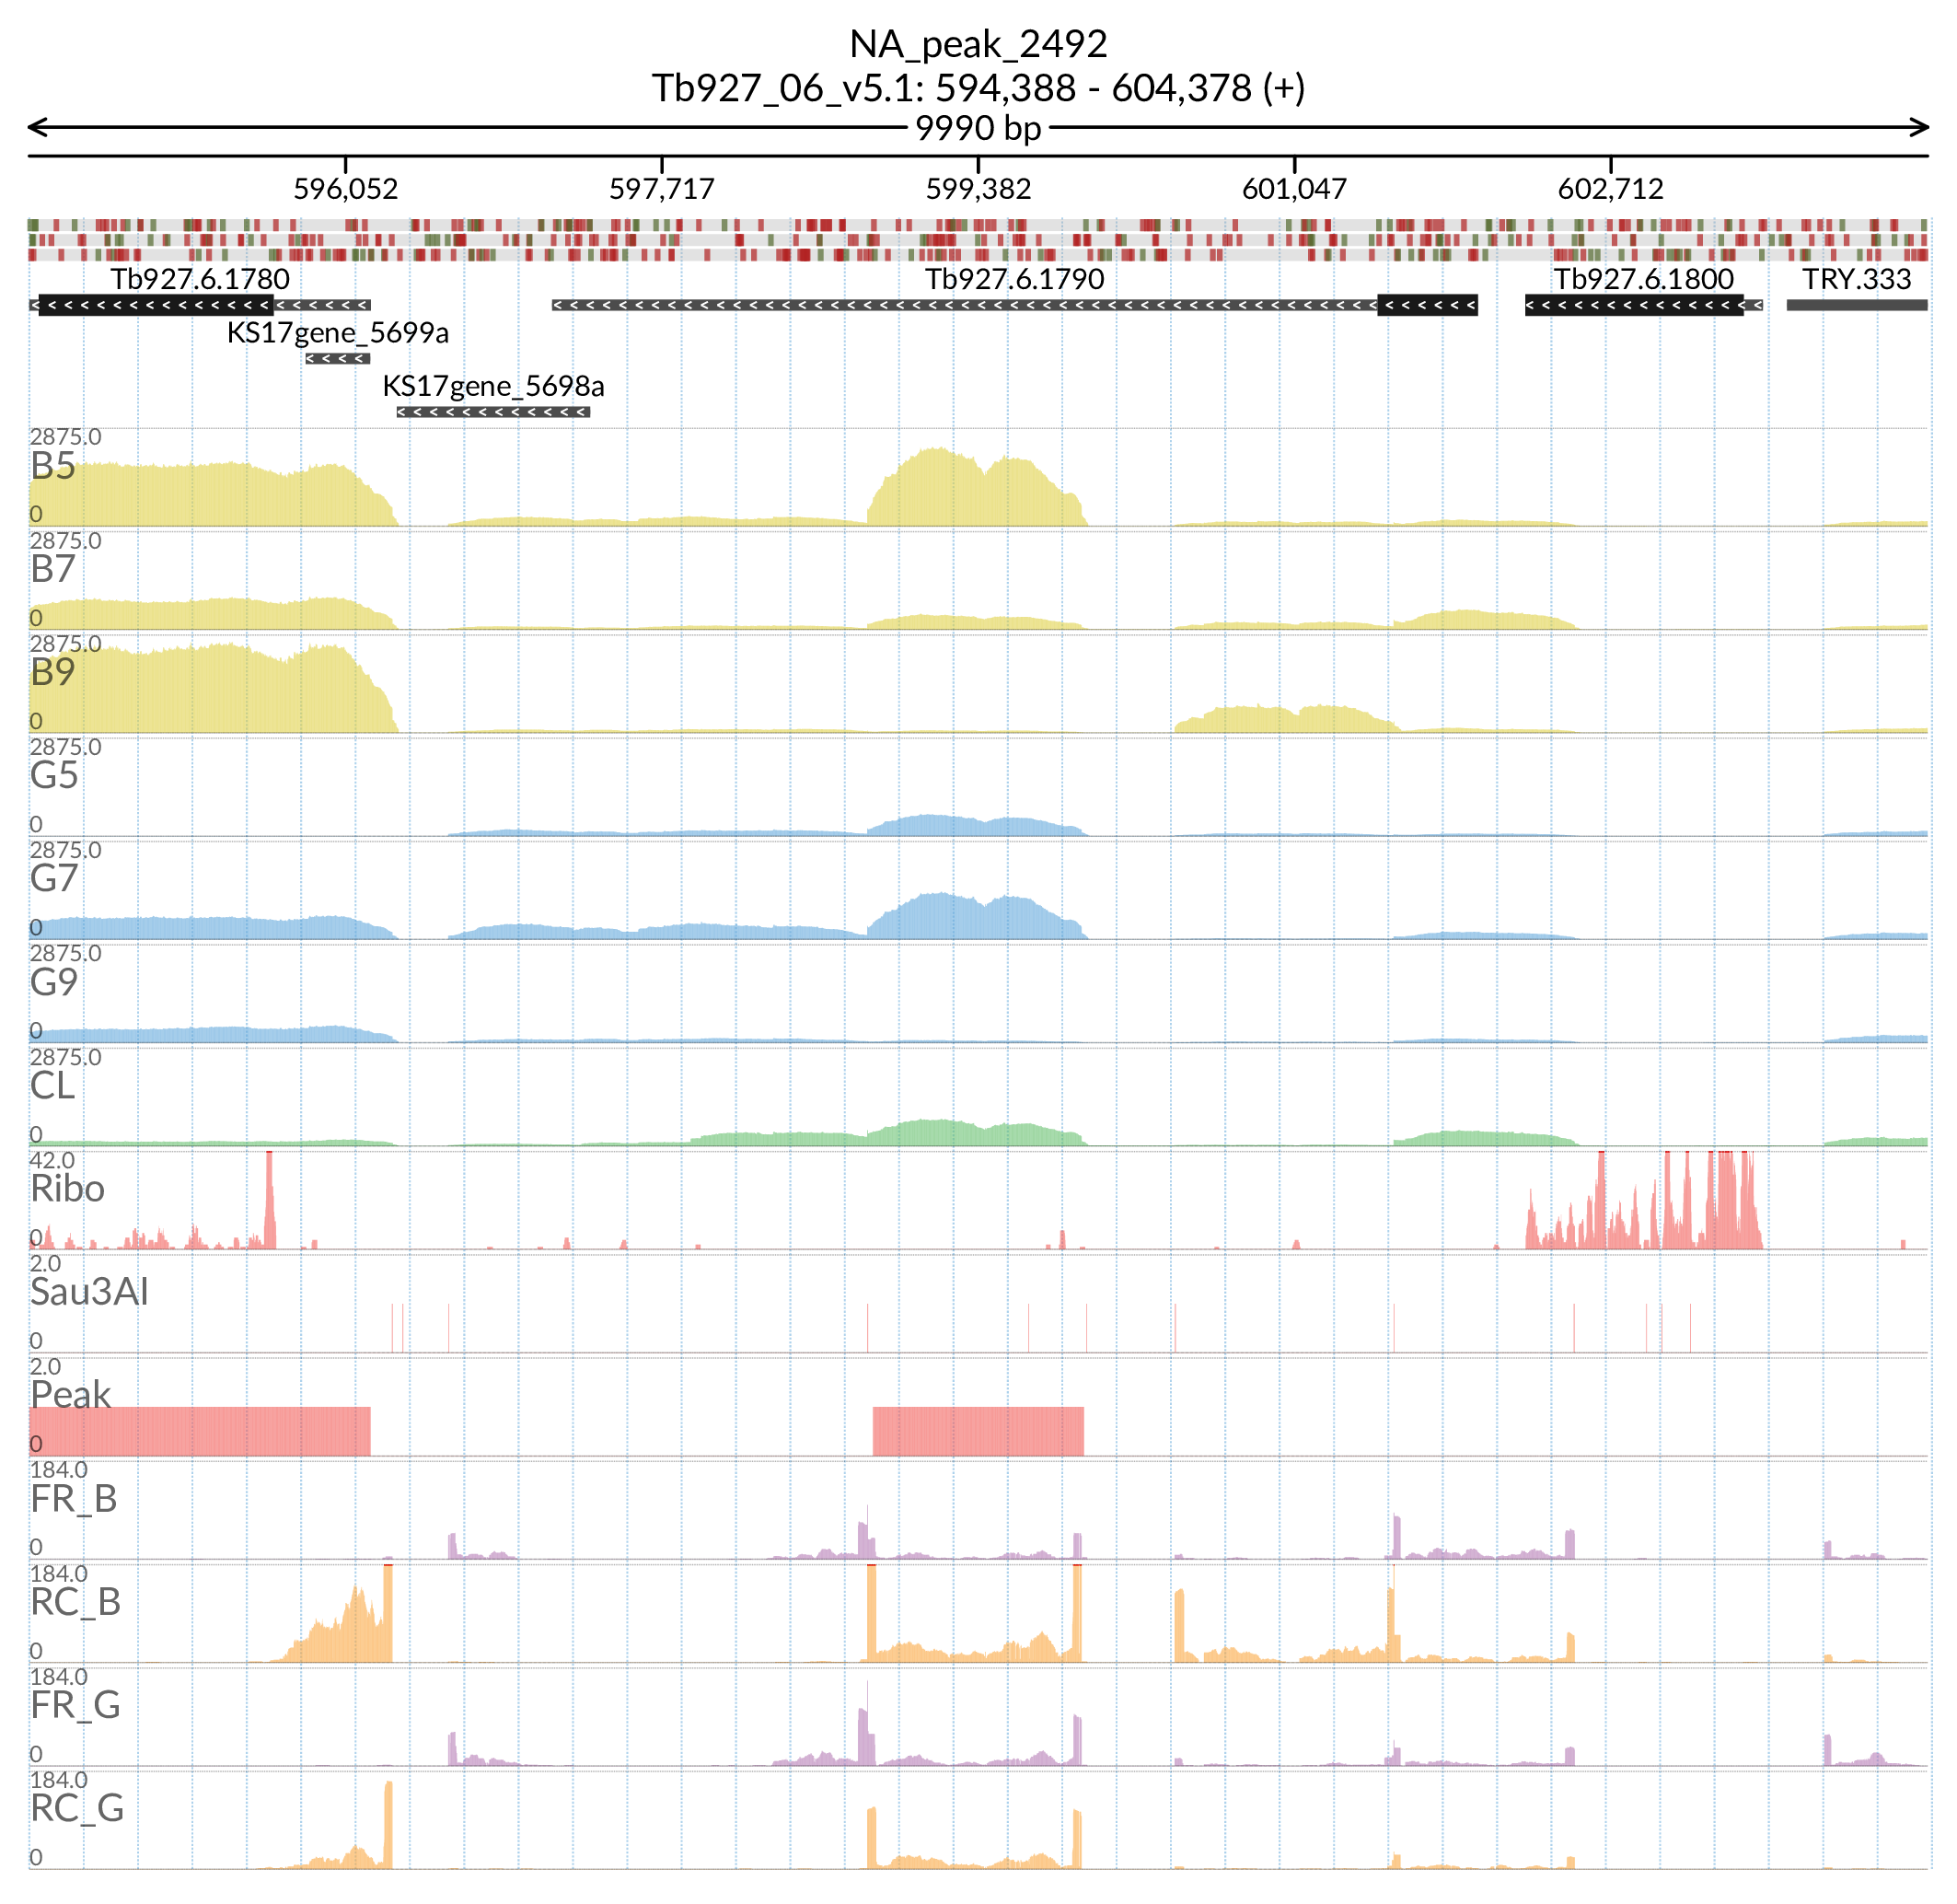 NA_peak_2492
Tb927_06_v5.1: 594,388 - 604,378 (+)
9990 bp
596,052 597,717 599,382 601,047 602,712
Tb927.6.1780 Tb927.6.1790 Tb927.6.1800 TRY.333
KS17gene_5699a
KS17gene_5698a
2875.0
B5
0
2875.0
B7
0
2875.0
B9
0
2875.0
G5
0
2875.0
G7
0
2875.0
G9
0
2875.0
CL
0
42.0
Ribo
0
2.0
Sau3AI
0
2.0
Peak
0
184.0
FR_B
0
184.0
RC_B
0
184.0
FR_G
0
184.0
RC_G
0